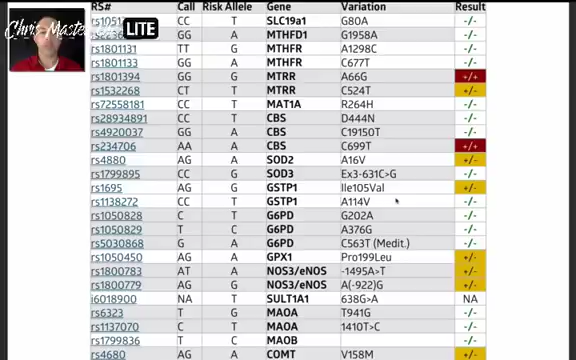 RS# Call Risk Allele Gene Variation Result
Chris Maste LITE
rs1051 CC T SLC19a1 G80A -/-
GG A MTHFD1 G1958A -/-
rs1801131 TT G MTHFR A1298C -/-
rs1801133 GG A MTHFR C677T -/-
rs1801394 GG G MTRR A66G +/+
rs1532268 CT T MTRR C524T +/-
rs72558181 CC T MAT1A R264H -/-
rs28934891 CC T CBS D444N -/-
rs4920037 GG A CBS C19150T -/-
rs234706 AA A CBS C699T +/+
rs4880 AG G SOD2 A16V +/-
rs1799895 CC G SOD3 Ex3-631C>G -/-
rs1695 AG G GSTP1 Ile105Val +/-
rs1138272 CC T GSTP1 A114V -/-
rs1050828 C T G6PD G202A -/-
rs1050829 T C G6PD A376G -/-
rs5030868 G A G6PD C563T (Medit.) -/-
rs1050450 AG A GPX1 Pro199Leu +/-
rs1800783 AT A NOS3/eNOS -1495A>T +/-
rs1800779 AG G NOS3/eNOS A(-922)G +/-
i6018900 NA T SULT1A1 638G>A NA
rs6323 T G MAOA T941G -/-
rs1137070 C T MAOA 1410T>C -/-
rs1799836 T C MAOB -/-
rs4680 AG A COMT V158M +/-